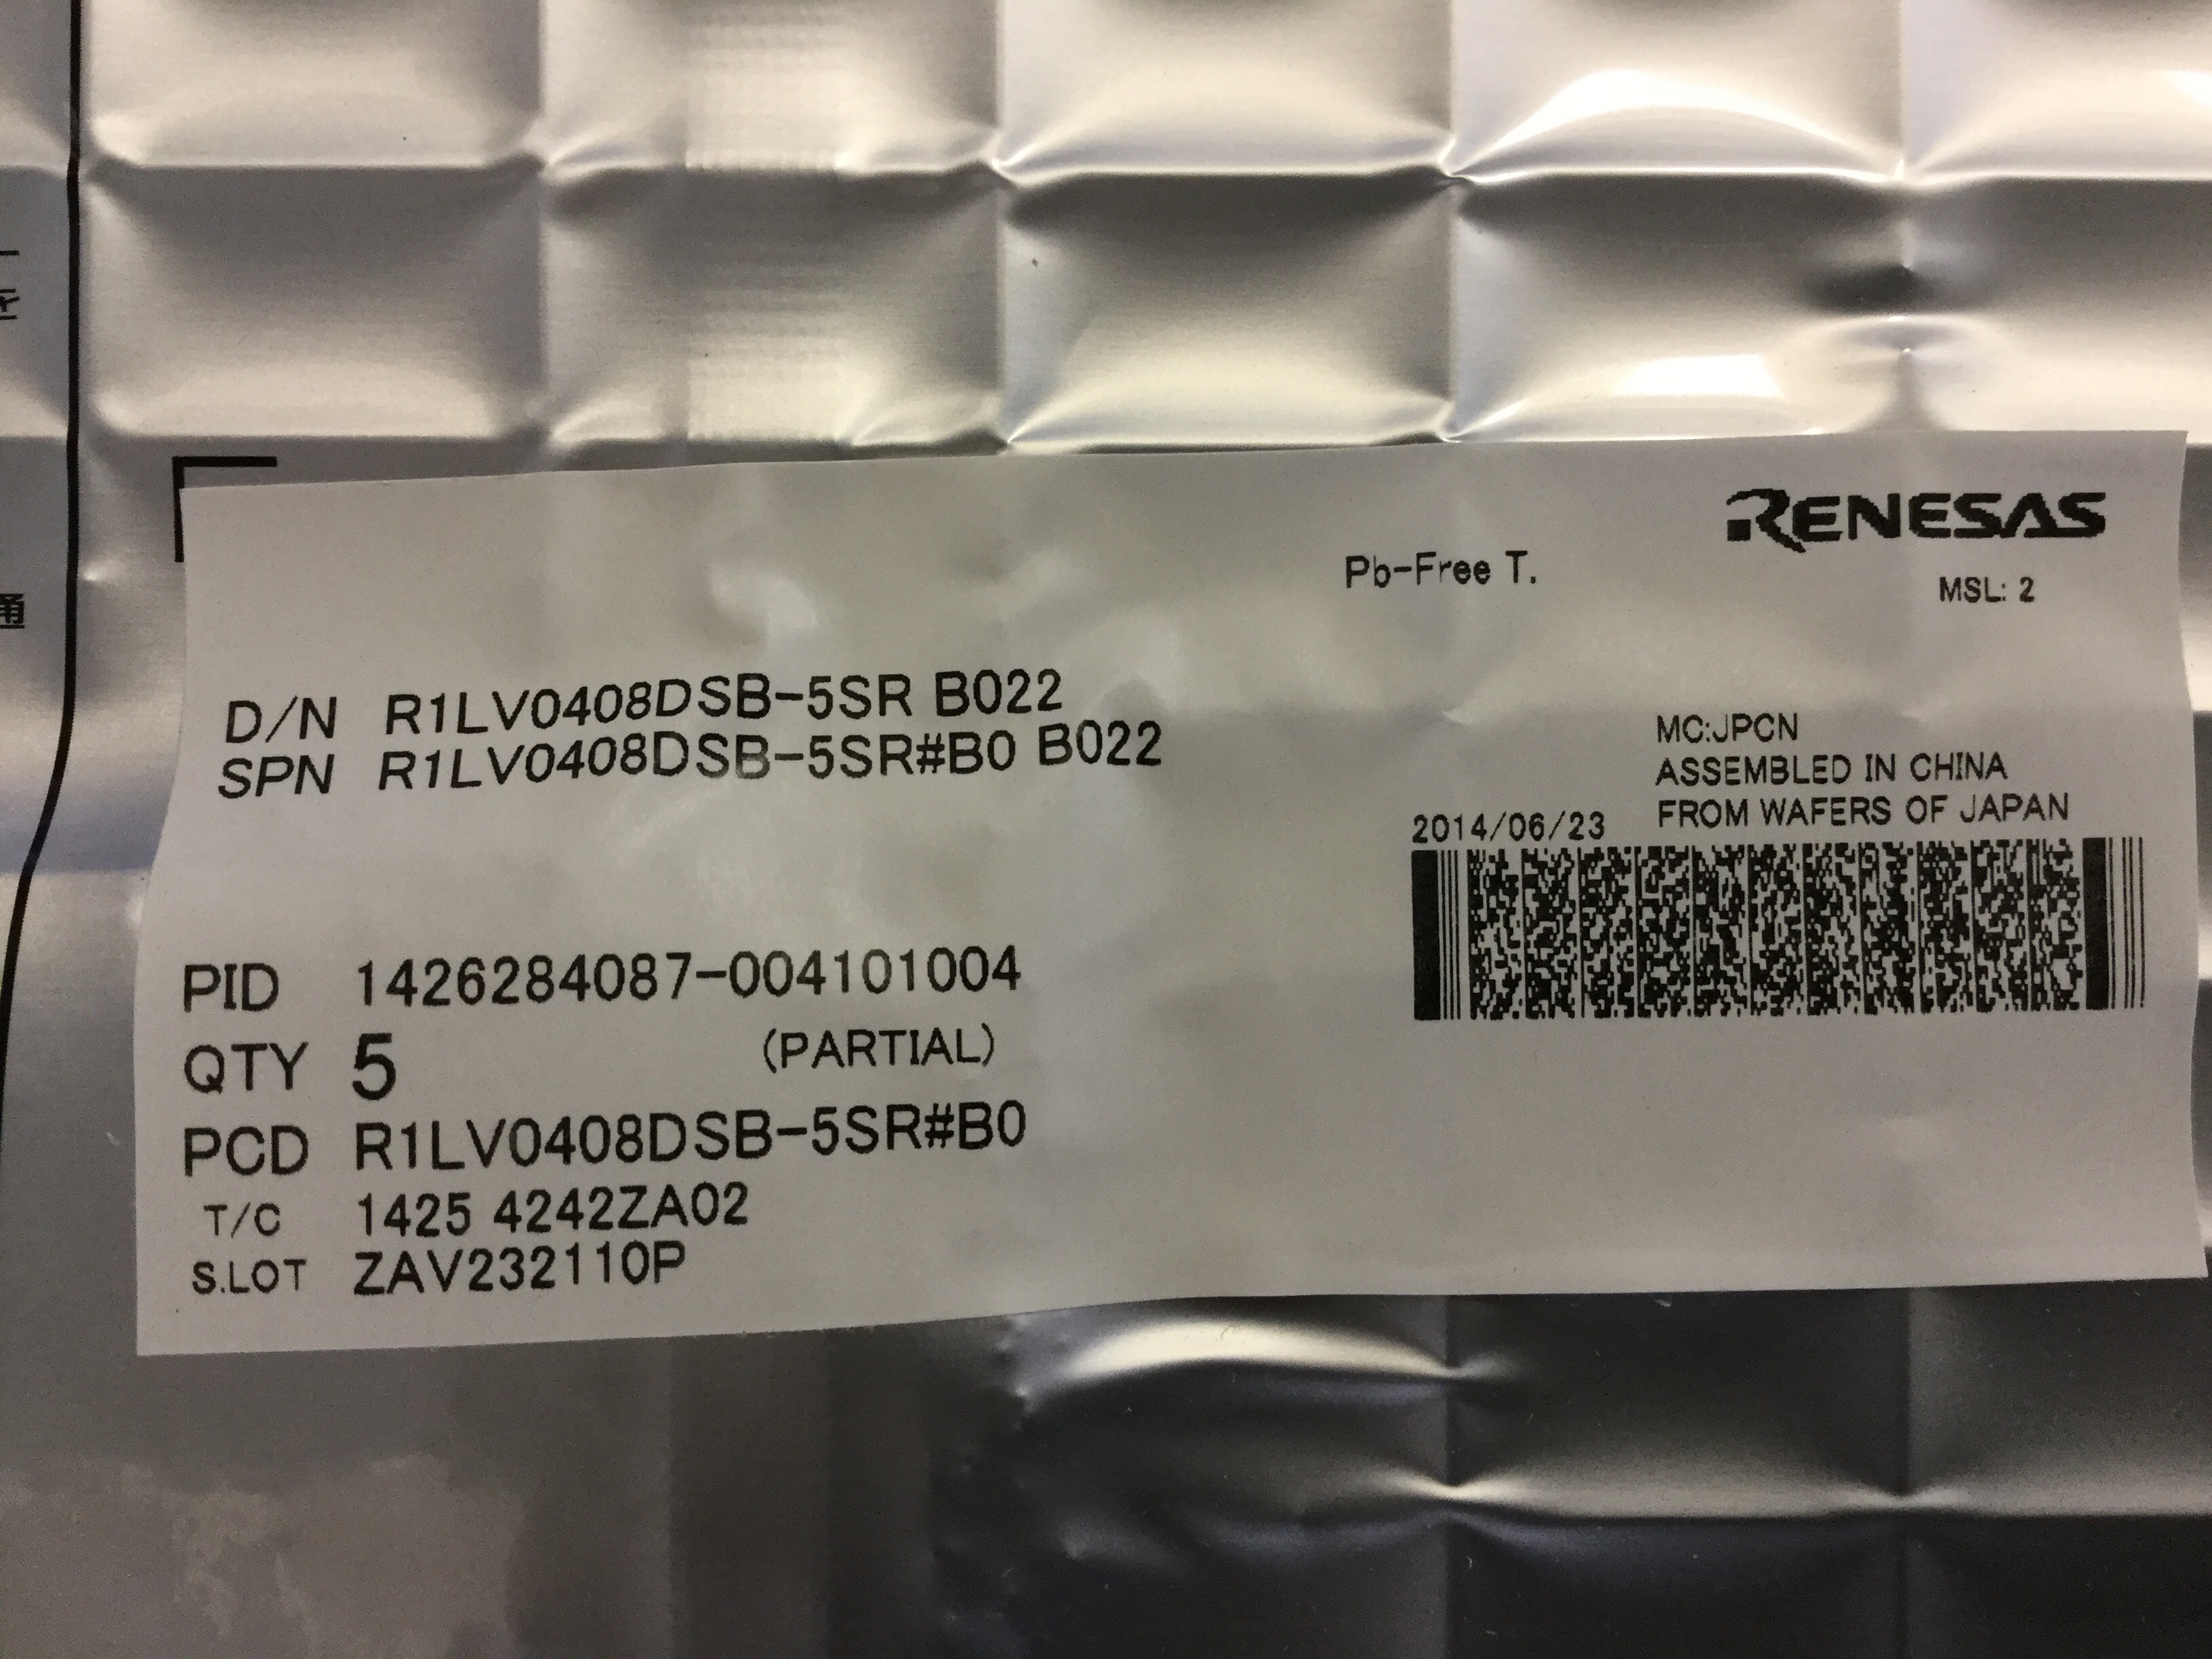 RENESAS
Pb-Free T.
MSL: 2
D/N R1LV0408DSB-5SR B022
SPN R1LV0408DSB-5SR#B0 B022
MC:JPCN
ASSEMBLED IN CHINA
FROM WAFERS OF JAPAN
2014/06/23
PID 1426284087-004101004
QTY 5 (PARTIAL)
PCD R1LV0408DSB-5SR#B0
T/C 1425 4242ZA02
S.LOT ZAV232110P
通